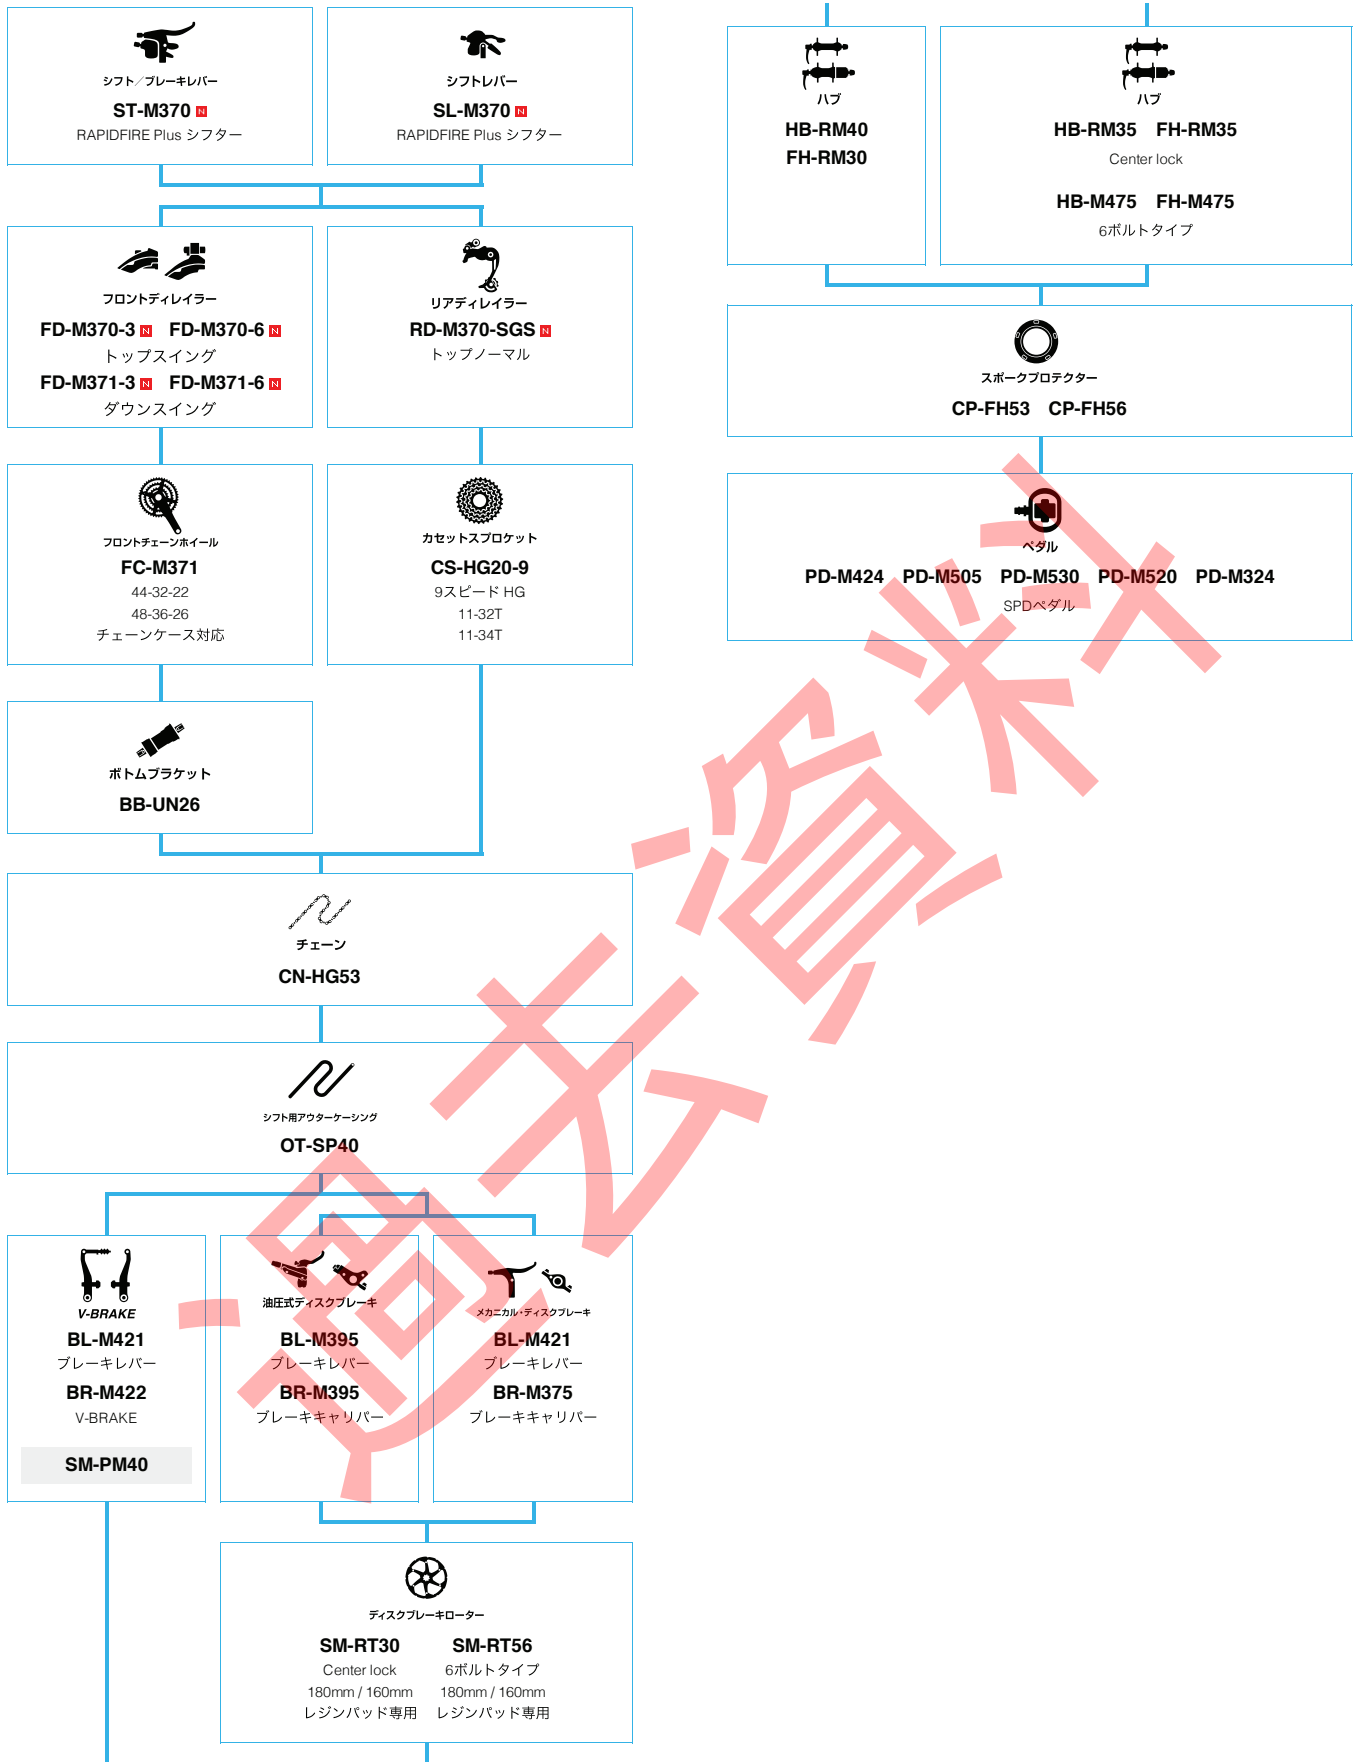 シフト／ブレーキレバー
ST-M370 N
RAPIDFIRE Plus シフター
シフトレバー
SL-M370 N
RAPIDFIRE Plus シフター
フロントディレイラー
FD-M370-3 N FD-M370-6 N
トップスイング
FD-M371-3 N FD-M371-6 N
ダウンスイング
リアディレイラー
RD-M370-SGS N
トップノーマル
フロントチェーンホイール
FC-M371
44-32-22
48-36-26
チェーンケース対応
カセットスプロケット
CS-HG20-9
9スピード HG
11-32T
11-34T
ボトムブラケット
BB-UN26
チェーン
CN-HG53
シフト用アウターケーシング
OT-SP40
V-BRAKE
BL-M421
ブレーキレバー
BR-M422
V-BRAKE
SM-PM40
油圧式ディスクブレーキ
BL-M395
ブレーキレバー
BR-M395
ブレーキキャリパー
メカニカル・ディスクブレーキ
BL-M421
ブレーキレバー
BR-M375
ブレーキキャリパー
ディスクブレーキローター
SM-RT30 SM-RT56
Center lock 6ボルトタイプ
180mm / 160mm 180mm / 160mm
レジンパッド専用 レジンパッド専用
ハブ
HB-RM40
FH-RM30
ハブ
HB-RM35 FH-RM35
Center lock
HB-M475 FH-M475
6ボルトタイプ
スポークプロテクター
CP-FH53 CP-FH56
ペダル
PD-M424 PD-M505 PD-M530 PD-M520 PD-M324
SPDペダル
過去資料